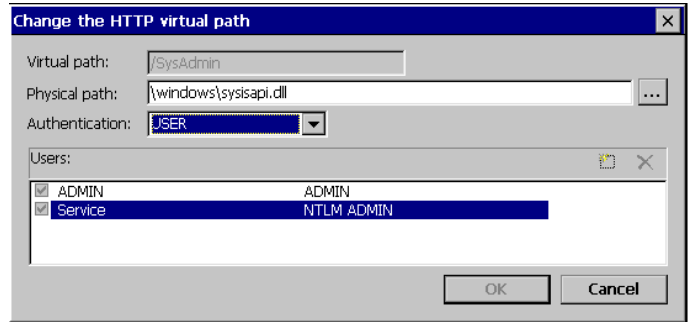 Change the HTTP virtual path
Virtual path: /SysAdmin
Physical path: \windows\sysisapi.dll ...
Authentication: USER
Users:
ADMIN ADMIN
Service NTLM ADMIN
OK Cancel